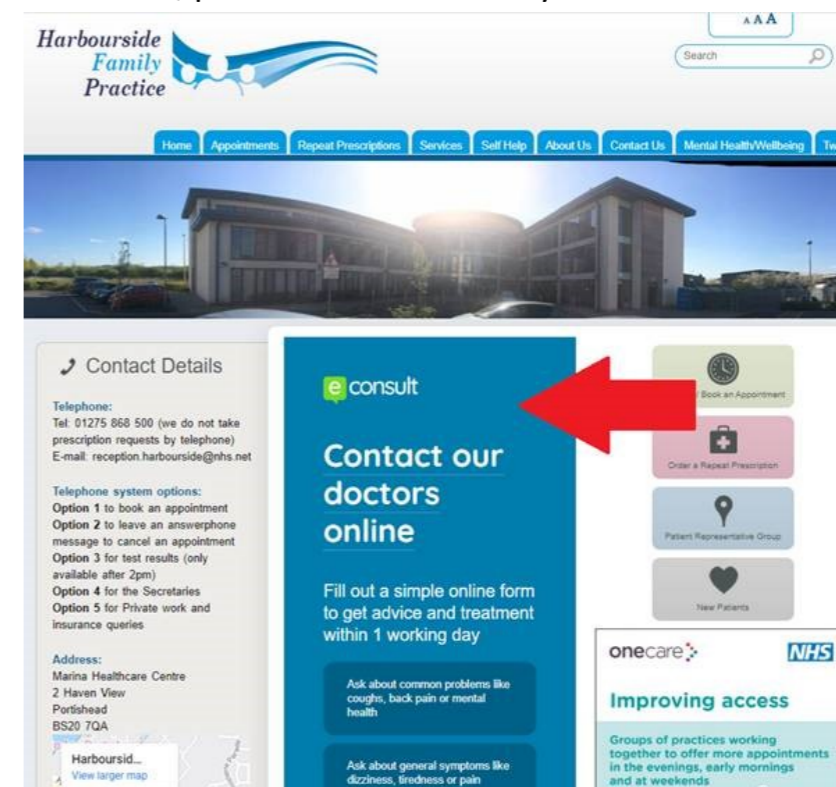 A A A
Harbourside
Family
Practice
Search
Home Appointments Repeat Prescriptions Services Self Help About Us Contact Us Mental Health/Wellbeing
Contact Details
Telephone:
Tel: 01275 868 500 (we do not take
prescription requests by telephone)
E-mail: reception.harbourside@nhs.net
Telephone system options:
Option 1 to book an appointment
Option 2 to leave an answerphone
message to cancel an appointment
Option 3 for test results (only
available after 2pm)
Option 4 for the Secretaries
Option 5 for Private work and
insurance queries
Address:
Marina Healthcare Centre
2 Haven View
Portishead
BS20 7QA
Harboursid...
View larger map
e consult
Contact our
doctors
online
Fill out a simple online form
to get advice and treatment
within 1 working day
Ask about common problems like
coughs, back pain or mental
health
Ask about general symptoms like
dizziness, tiredness or pain
/ Book an Appointment
Order a Repeat Prescription
Patient Representative Group
New Patients
onecare NHS
Improving access
Groups of practices working
together to offer more appointments
in the evenings, early mornings
and at weekends